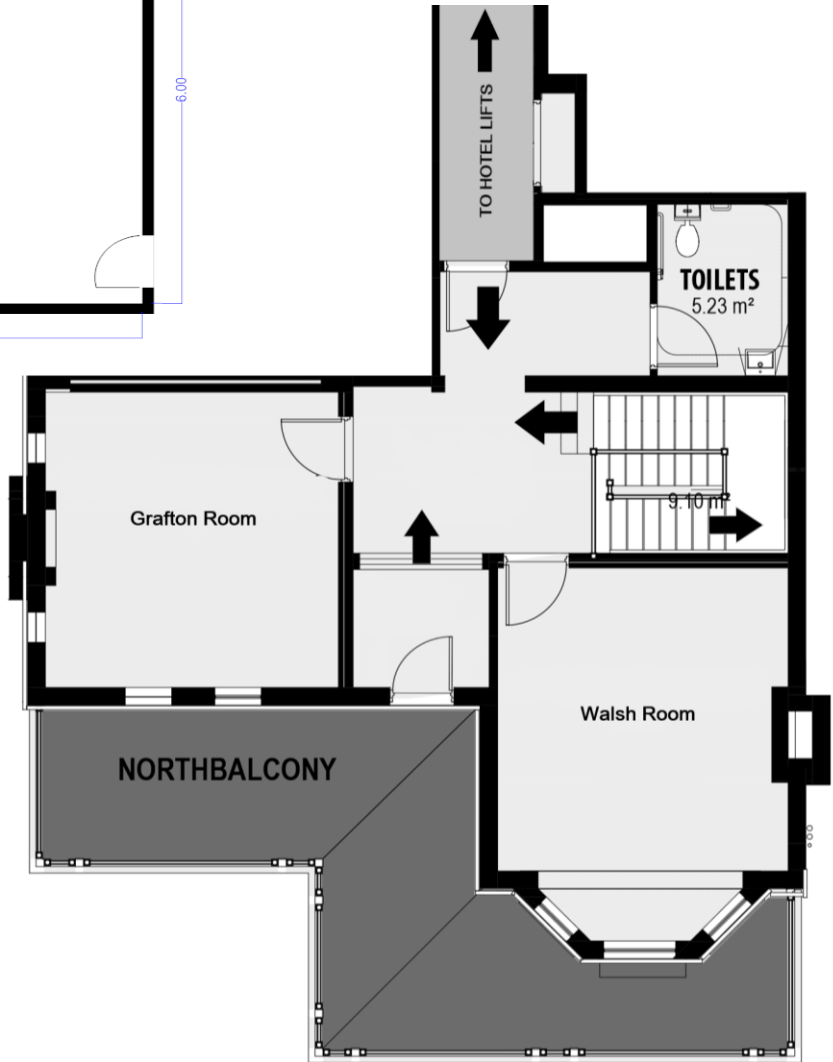 6.00
TO HOTEL LIFTS
TOILETS
5.23 m²
9.10 m²
Grafton Room
Walsh Room
NORTHBALCONY